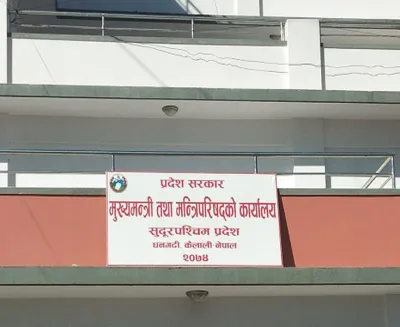 प्रदेश सरकार
मुख्यमन्त्री तथा मन्त्रिपरिषद्को कार्यालय
सुदूरपश्चिम प्रदेश
धनगढी, कैलाली नेपाल
२०७४